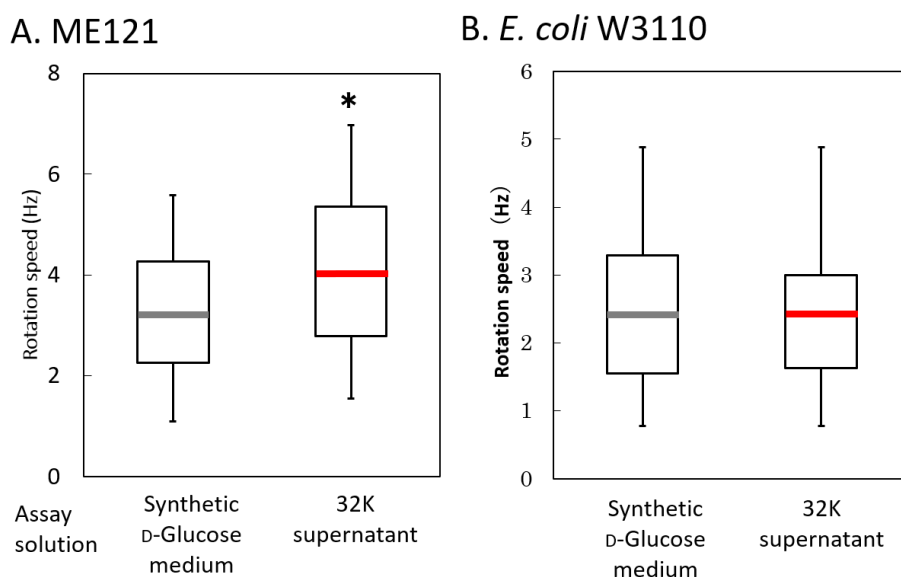 A. ME121
8
6
4
2
0
Rotation speed (Hz)
*
Assay
solution
Synthetic
D-Glucose
medium
32K
supernatant
B. E. coli W3110
6
5
4
3
2
1
0
Rotation speed （Hz）
Synthetic
D-Glucose
medium
32K
supernatant